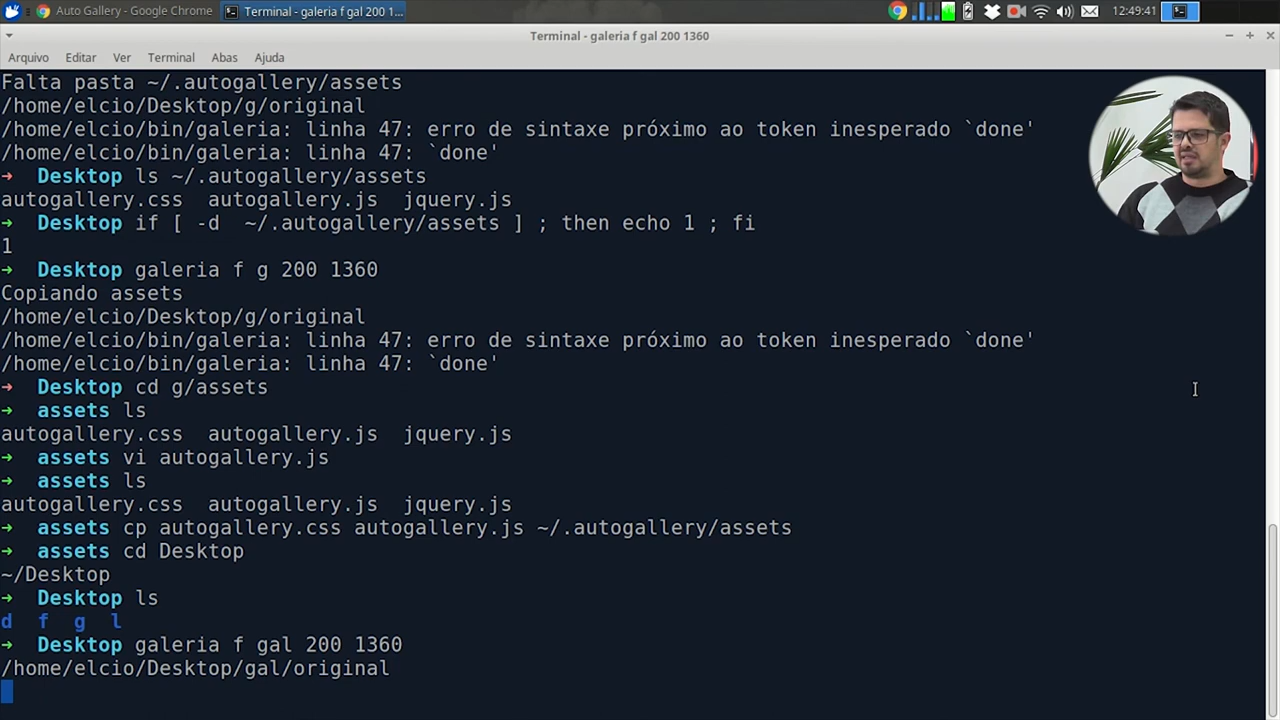 Auto Gallery - Google Chrome
Terminal - galeria f gal 200 1...
12:49:41
Terminal - galeria f gal 200 1360
Arquivo Editar Ver Terminal Abas Ajuda
Falta pasta ~/.autogallery/assets
/home/elcio/Desktop/g/original
/home/elcio/bin/galeria: linha 47: erro de sintaxe próximo ao token inesperado `done'
/home/elcio/bin/galeria: linha 47: `done'
➜ Desktop ls ~/.autogallery/assets
autogallery.css autogallery.js jquery.js
➜ Desktop if [ -d  ~/.autogallery/assets ] ; then echo 1 ; fi
1
➜ Desktop galeria f g 200 1360
Copiando assets
/home/elcio/Desktop/g/original
/home/elcio/bin/galeria: linha 47: erro de sintaxe próximo ao token inesperado `done'
/home/elcio/bin/galeria: linha 47: `done'
➜ Desktop cd g/assets
➜ assets ls
autogallery.css autogallery.js jquery.js
➜ assets vi autogallery.js
➜ assets ls
autogallery.css autogallery.js jquery.js
➜ assets cp autogallery.css autogallery.js ~/.autogallery/assets
➜ assets cd Desktop
~/Desktop
➜ Desktop ls
d f g l
➜ Desktop galeria f gal 200 1360
/home/elcio/Desktop/gal/original